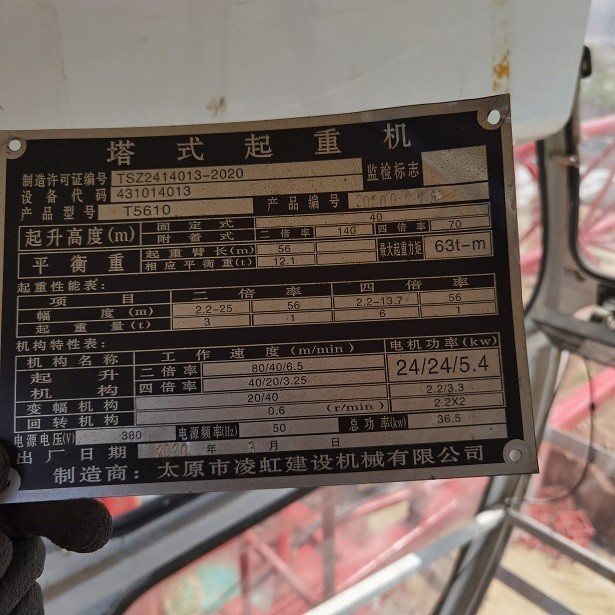 塔式起重机
制造许可证编号 TSZ2414013-2020 监检标志
设备代码 431014013
产品型号 T5610 产品编号
起升高度(m) 固定式 40
附着式 二倍率 140 四倍率 70
平衡重 起重臂长(m) 56 最大起重力矩 63t-m
相应平衡重(t) 12.1
起重性能表:
项目 二倍率 四倍率
幅度(m) 2.2-25 56 2.2-13.7 56
起重量(t) 3 1 6 1
机构特性表:
机构名称 工作速度(m/min) 电机功率(kw)
起升机构 二倍率 80/40/6.5 24/24/5.4
四倍率 40/20/3.25
变幅机构 20/40 2.2/3.3
回转机构 0.6 (r/min) 2.2X2
电源电压(V) 380 电源频率(Hz) 50 总功率(kw) 36.5
出厂日期 2020 年 月 日
制造商:太原市凌虹建设机械有限公司